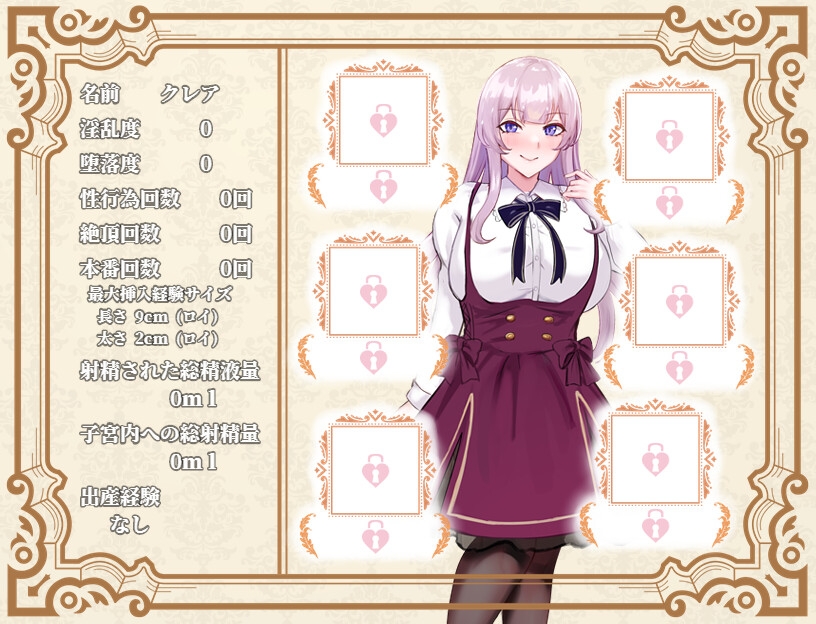 名前 クレア
淫乱度 0
堕落度 0
性行為回数 0回
絶頂回数 0回
本番回数 0回
最大挿入経験サイズ
長さ 9cm (ロイ)
太さ 2cm (ロイ)
射精された総精液量
0ml
子宮内への総射精量
0ml
出産経験
なし